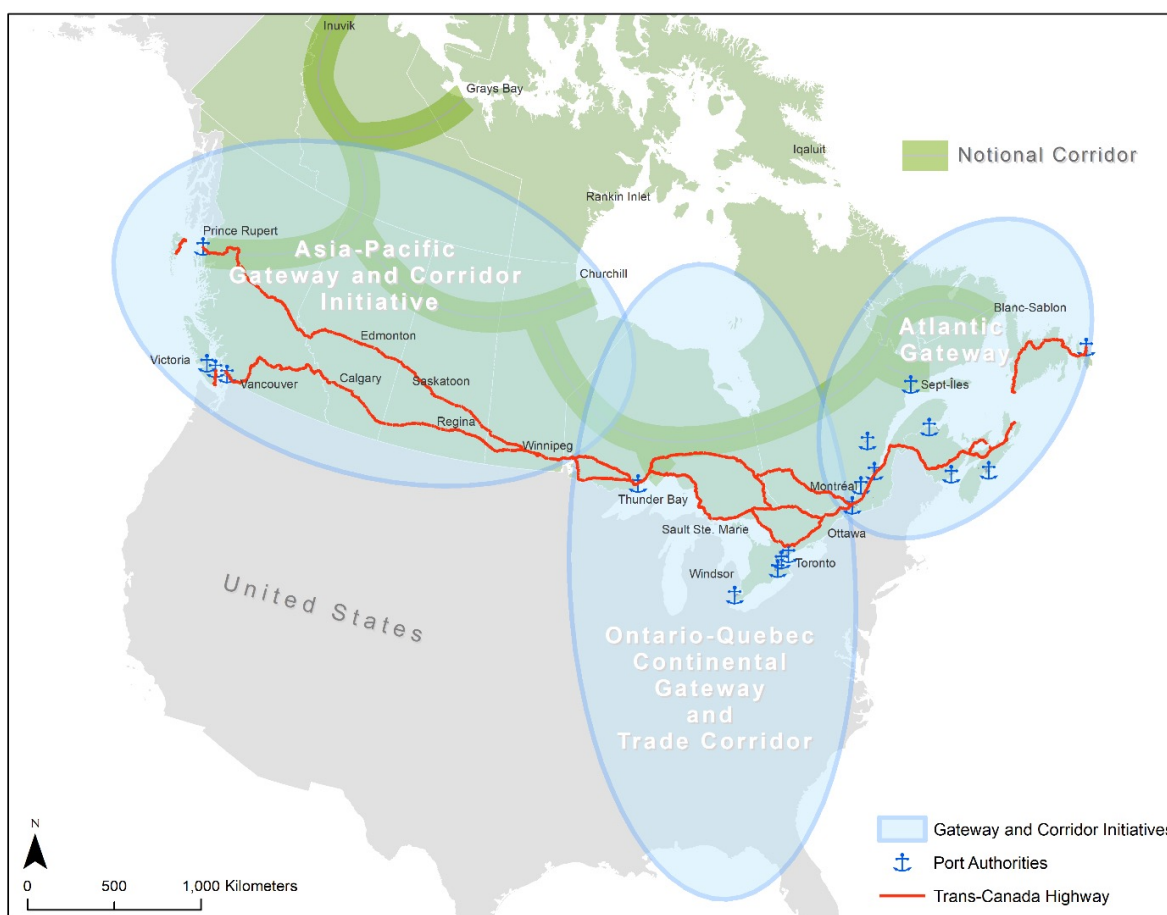 Inuvik
Grays Bay
Iqaluit
Notional Corridor
Rankin Inlet
Prince Rupert
Asia-Pacific
Gateway and Corridor
Initiative
Churchill
Blanc-Sablon
Atlantic
Gateway
Edmonton
Victoria
Vancouver
Calgary
Saskatoon
Sept-Îles
Regina
Winnipeg
Thunder Bay
Montréal
Sault Ste. Marie
Ottawa
Windsor
Toronto
United States
Ontario-Quebec
Continental
Gateway
and
Trade Corridor
N
0 500 1,000 Kilometers
Gateway and Corridor Initiatives
Port Authorities
Trans-Canada Highway